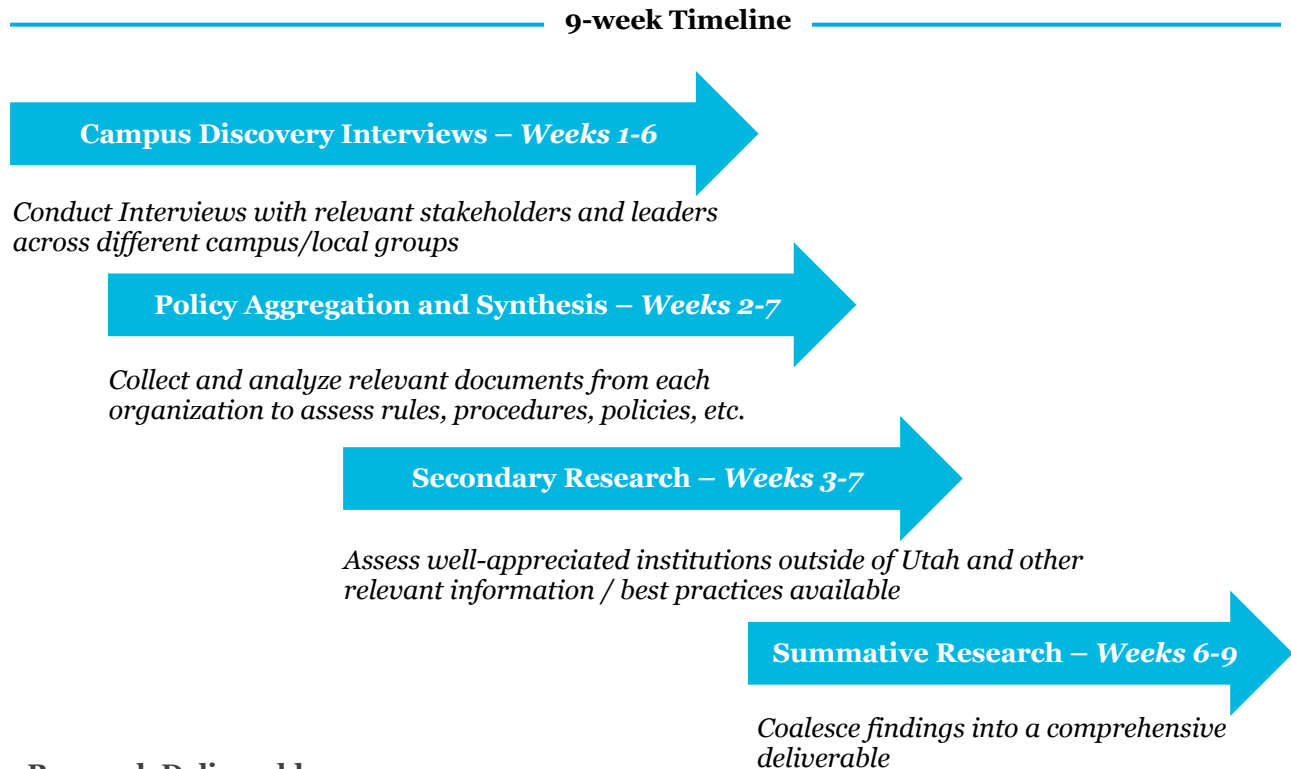 9-week Timeline
Campus Discovery Interviews – Weeks 1-6
Conduct Interviews with relevant stakeholders and leaders
across different campus/local groups
Policy Aggregation and Synthesis – Weeks 2-7
Collect and analyze relevant documents from each
organization to assess rules, procedures, policies, etc.
Secondary Research – Weeks 3-7
Assess well-appreciated institutions outside of Utah and other
relevant information / best practices available
Summative Research – Weeks 6-9
Coalesce findings into a comprehensive
deliverable